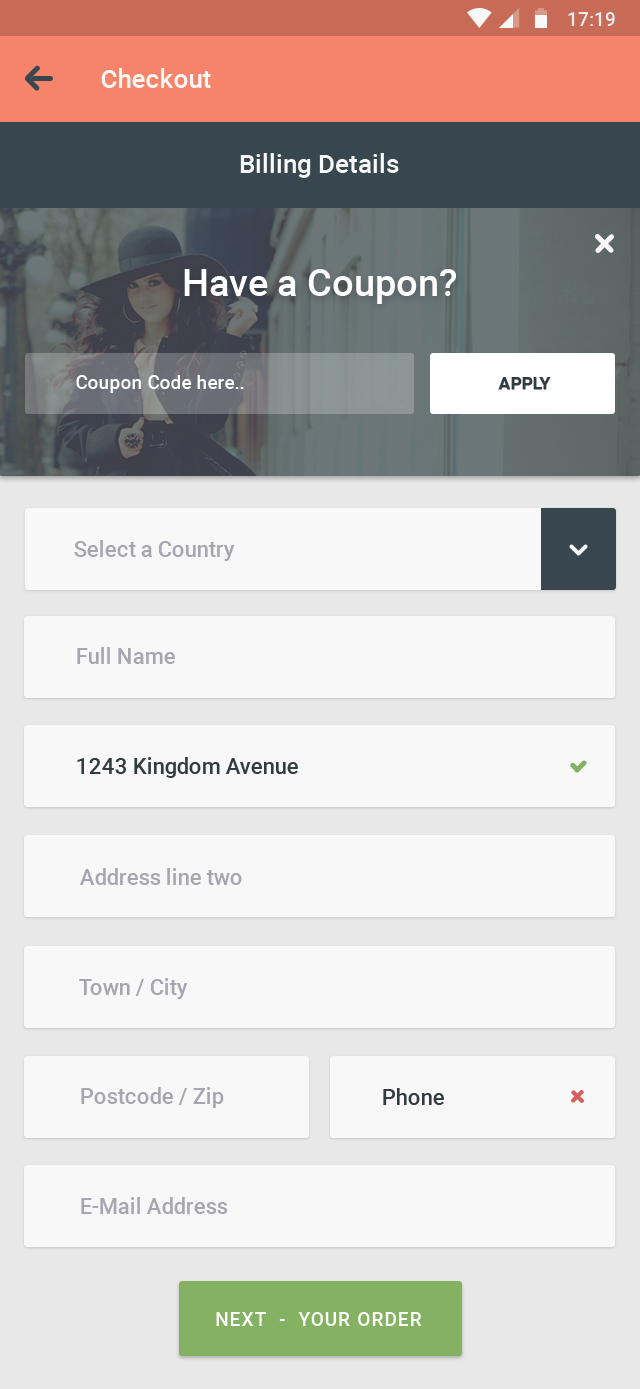 17:19
Checkout
Billing Details
Have a Coupon?
Coupon Code here..
APPLY
Select a Country
Full Name
1243 Kingdom Avenue
Address line two
Town / City
Postcode / Zip
Phone
E-Mail Address
NEXT - YOUR ORDER